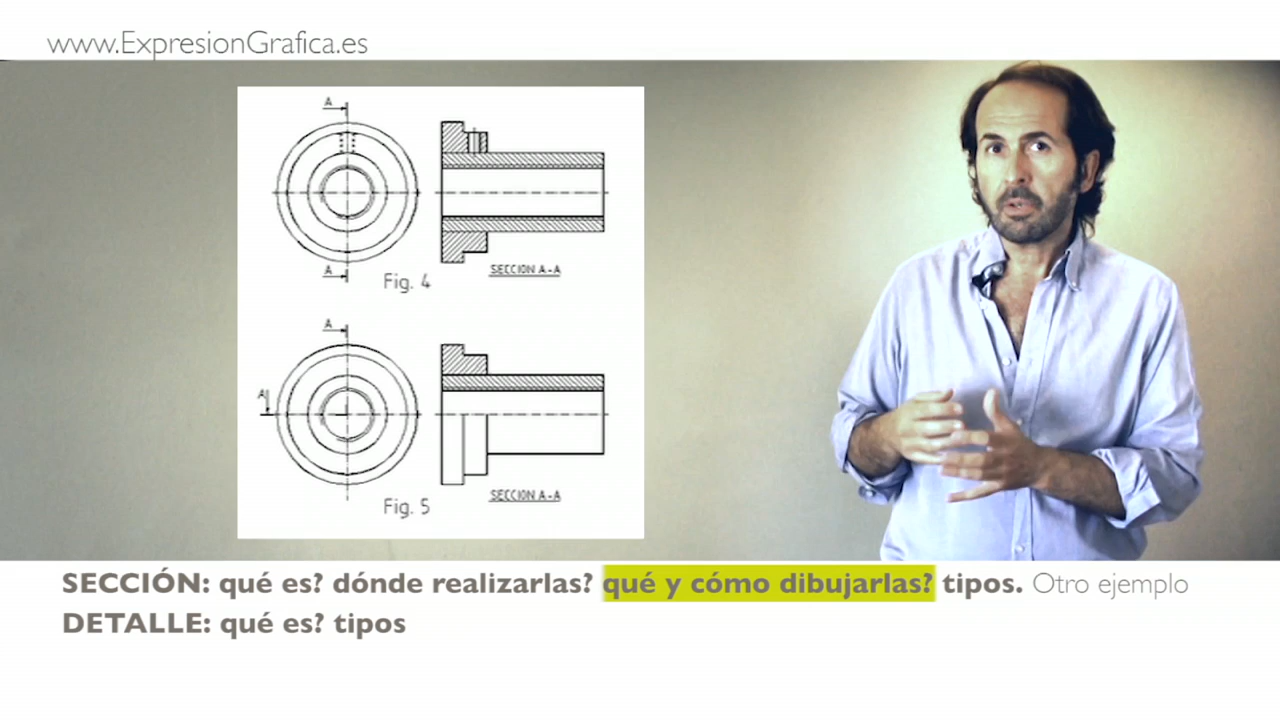 www.ExpresionGrafica.es
A
A
SECCION A-A
Fig. 4
A
A
SECCION A-A
Fig. 5
SECCIÓN: qué es? dónde realizarlas? qué y cómo dibujarlas? tipos. Otro ejemplo
DETALLE: qué es? tipos